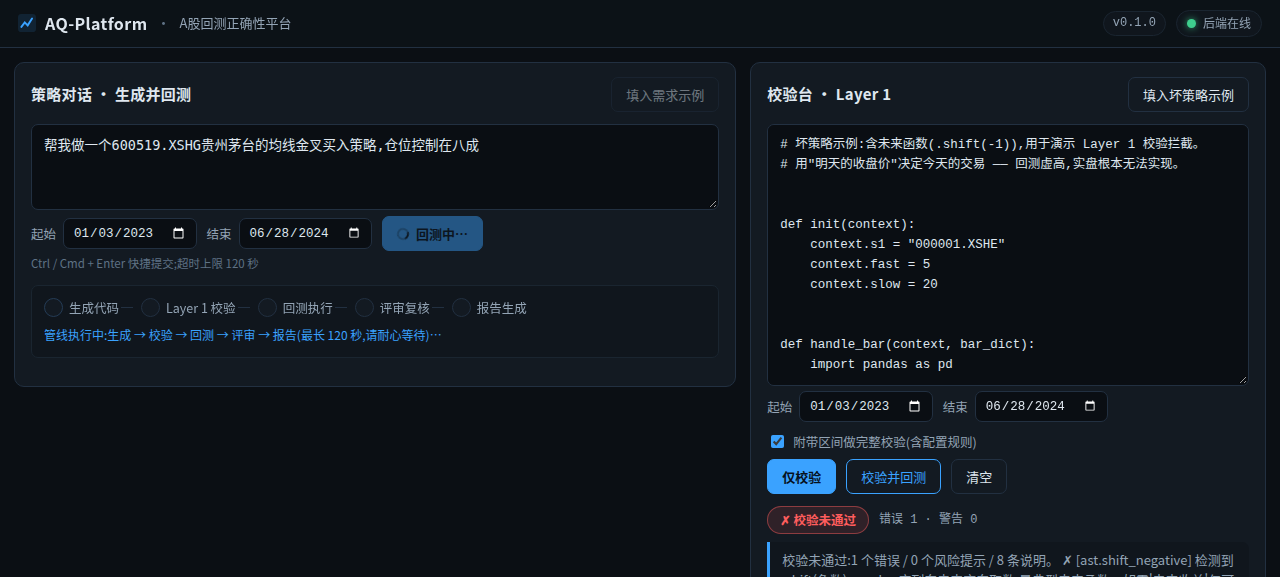 AQ-Platform · A股回测正确性平台
v0.1.0 后端在线
策略对话 · 生成并回测
填入需求示例
帮我做一个600519.XSHG贵州茅台的均线金叉买入策略,仓位控制在八成
起始 01/03/2023 结束 06/28/2024 回测中…
Ctrl / Cmd + Enter 快捷提交;超时上限 120 秒
生成代码 — Layer 1 校验 — 回测执行 — 评审复核 — 报告生成
管线执行中:生成 → 校验 → 回测 → 评审 → 报告(最长 120 秒,请耐心等待)…
校验台 · Layer 1
填入坏策略示例
# 坏策略示例:含未来函数(.shift(-1)),用于演示 Layer 1 校验拦截。
# 用"明天的收盘价"决定今天的交易 —— 回测虚高,实盘根本无法实现。
def init(context):
    context.s1 = "000001.XSHE"
    context.fast = 5
    context.slow = 20
def handle_bar(context, bar_dict):
    import pandas as pd
起始 01/03/2023 结束 06/28/2024
附带区间做完整校验(含配置规则)
仅校验 校验并回测 清空
✗ 校验未通过 错误 1 · 警告 0
校验未通过:1 个错误 / 0 个风险提示 / 8 条说明。 ✗ [ast.shift_negative] 检测到